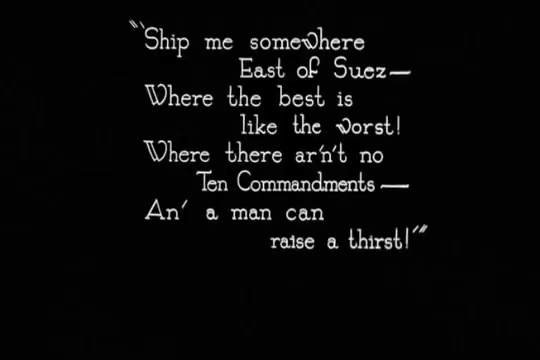 "'Ship me somewhere
East of Suez—
Where the best is
like the worst!
Where there ar'n't no
Ten Commandments—
An' a man can
raise a thirst!'"